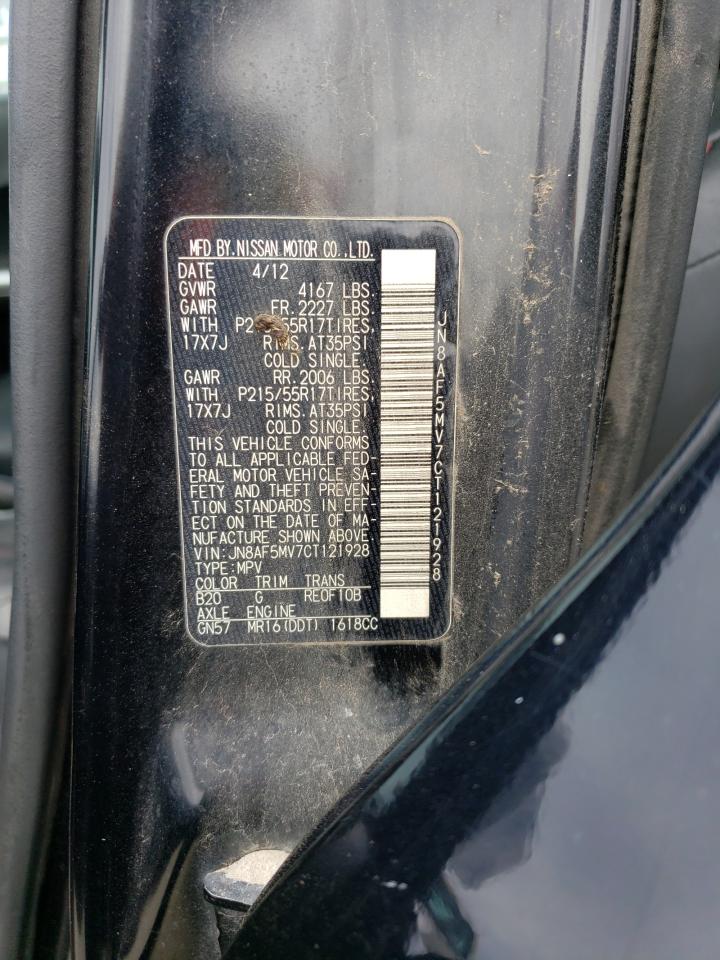 MFD BY.NISSAN MOTOR CO.,LTD.
DATE 4/12
GVWR 4167 LBS.
GAWR FR.2227 LBS.
WITH TIRES,
17X7J RIMS.AT35PSI
COLD SINGLE.
GAWR RR.2006 LBS.
WITH P215/55R17TIRES,
17X7J RIMS.AT35PSI
COLD SINGLE.
THIS VEHICLE CONFORMS
TO ALL APPLICABLE FED-
ERAL MOTOR VEHICLE SA-
FETY AND THEFT PREVEN-
TION STANDARDS IN EFF-
ECT ON THE DATE OF MA-
NUFACTURE SHOWN ABOVE
VIN:JN8AF5MV7CT121928
TYPE:MPV
COLOR TRIM TRANS
B20 G REOF10B
AXLE ENGINE
GN57 MR16(DDT) 1618CC
JN8AF5MV7CT121928